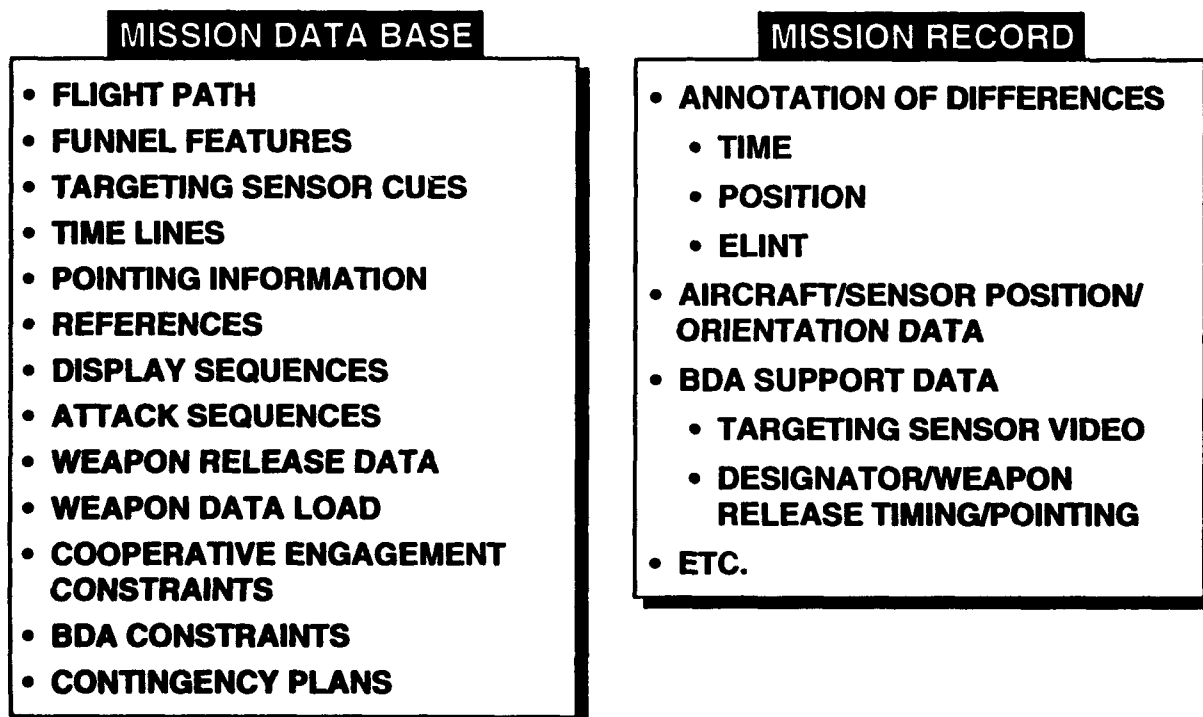 MISSION DATA BASE
• FLIGHT PATH
• FUNNEL FEATURES
• TARGETING SENSOR CUES
• TIME LINES
• POINTING INFORMATION
• REFERENCES
• DISPLAY SEQUENCES
• ATTACK SEQUENCES
• WEAPON RELEASE DATA
• WEAPON DATA LOAD
• COOPERATIVE ENGAGEMENT
CONSTRAINTS
• BDA CONSTRAINTS
• CONTINGENCY PLANS
MISSION RECORD
• ANNOTATION OF DIFFERENCES
• TIME
• POSITION
• ELINT
• AIRCRAFT/SENSOR POSITION/
ORIENTATION DATA
• BDA SUPPORT DATA
• TARGETING SENSOR VIDEO
• DESIGNATOR/WEAPON
RELEASE TIMING/POINTING
• ETC.